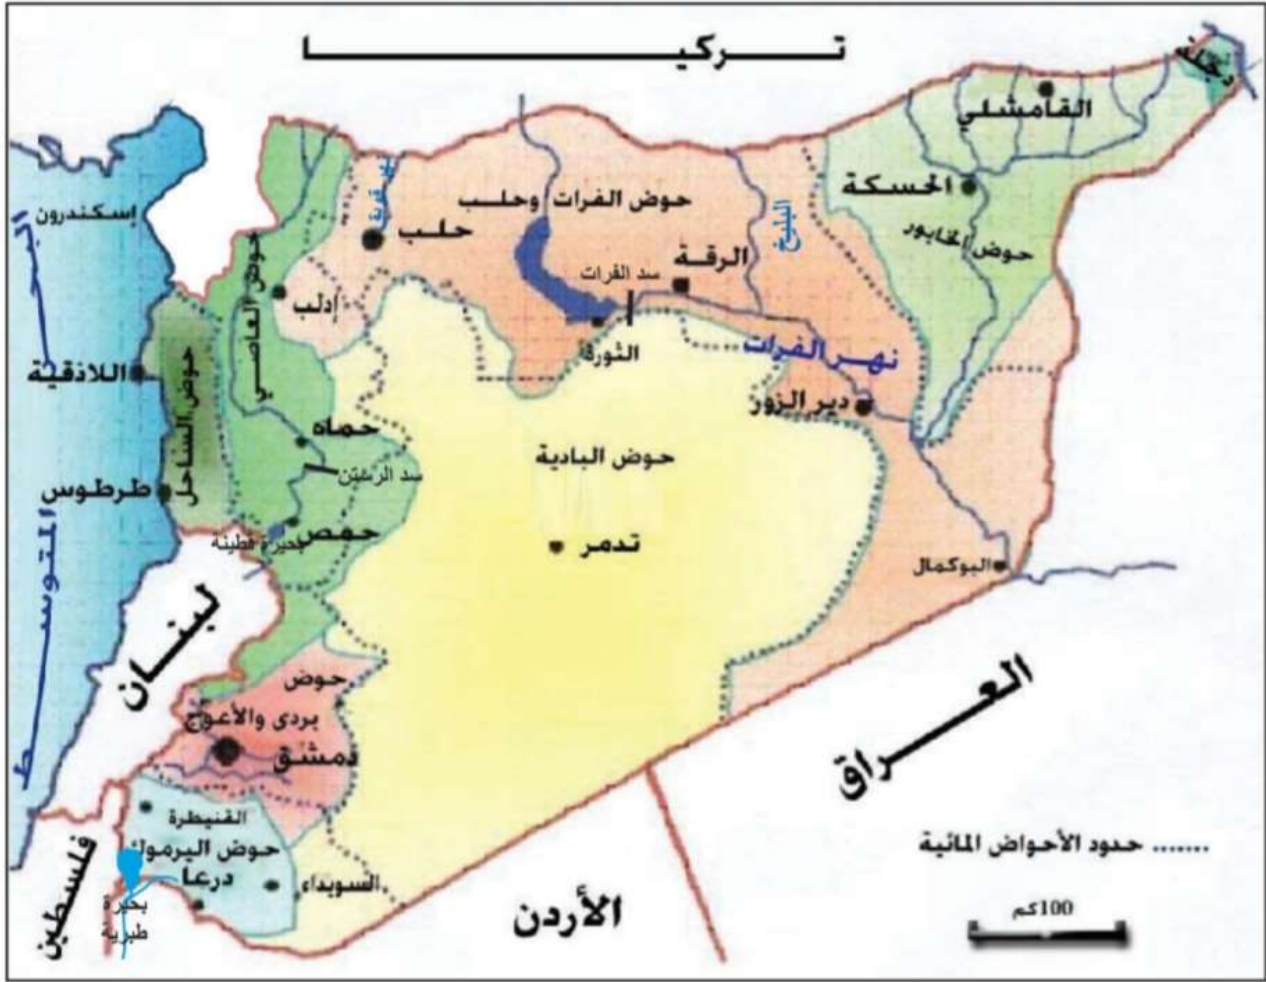 تركيا
دجلة
القامشلي
الحسكة
حوض الخابور
إسكندرون
البحر
المتوسط
حوض العاصي
حلب
حوض الفرات وحلب
البليخ
الرقة
سد الفرات
إدلب
الثورة
نهر الفرات
اللاذقية
حوض الساحل
دير الزور
حماه
حوض البادية
سد الرستن
طرطوس
حمص
بحيرة قطينة
تدمر
البوكمال
لبنان
العراق
حوض
بردى والأعوج
دمشق
القنيطرة
حوض اليرموك
درعا
السويداء
فلسطين
بحيرة
طبرية
الأردن
حدود الأحواض المائية
100كم